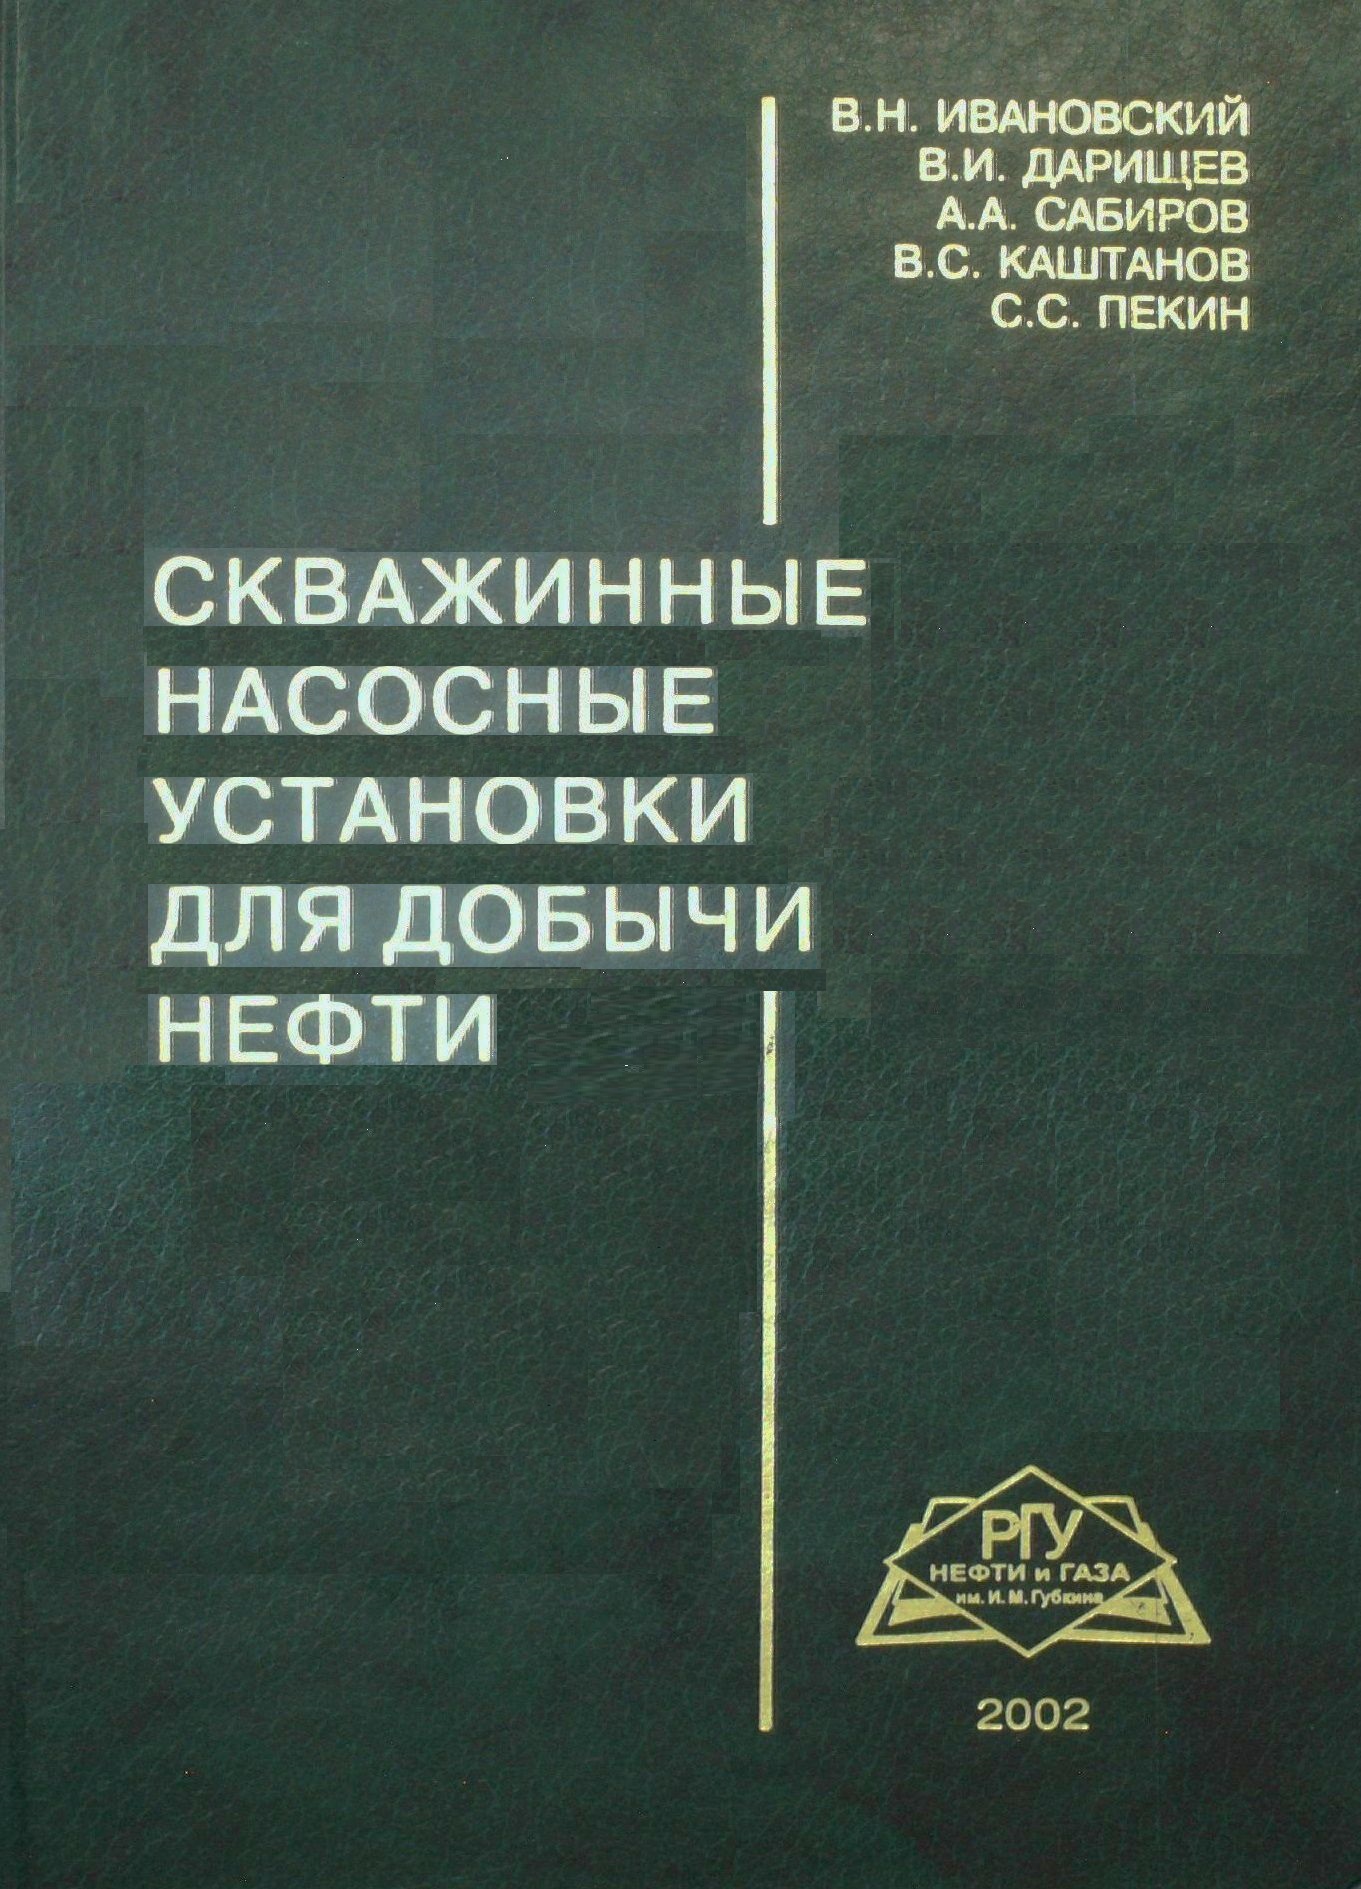 В.Н. ИВАНОВСКИЙ
В.И. ДАРИЩЕВ
А.А. САБИРОВ
В.С. КАШТАНОВ
С.С. ПЕКИН
СКВАЖИННЫЕ
НАСОСНЫЕ
УСТАНОВКИ
ДЛЯ ДОБЫЧИ
НЕФТИ
РГУ
НЕФТИ и ГАЗА
им. И. М. Губкина
2002